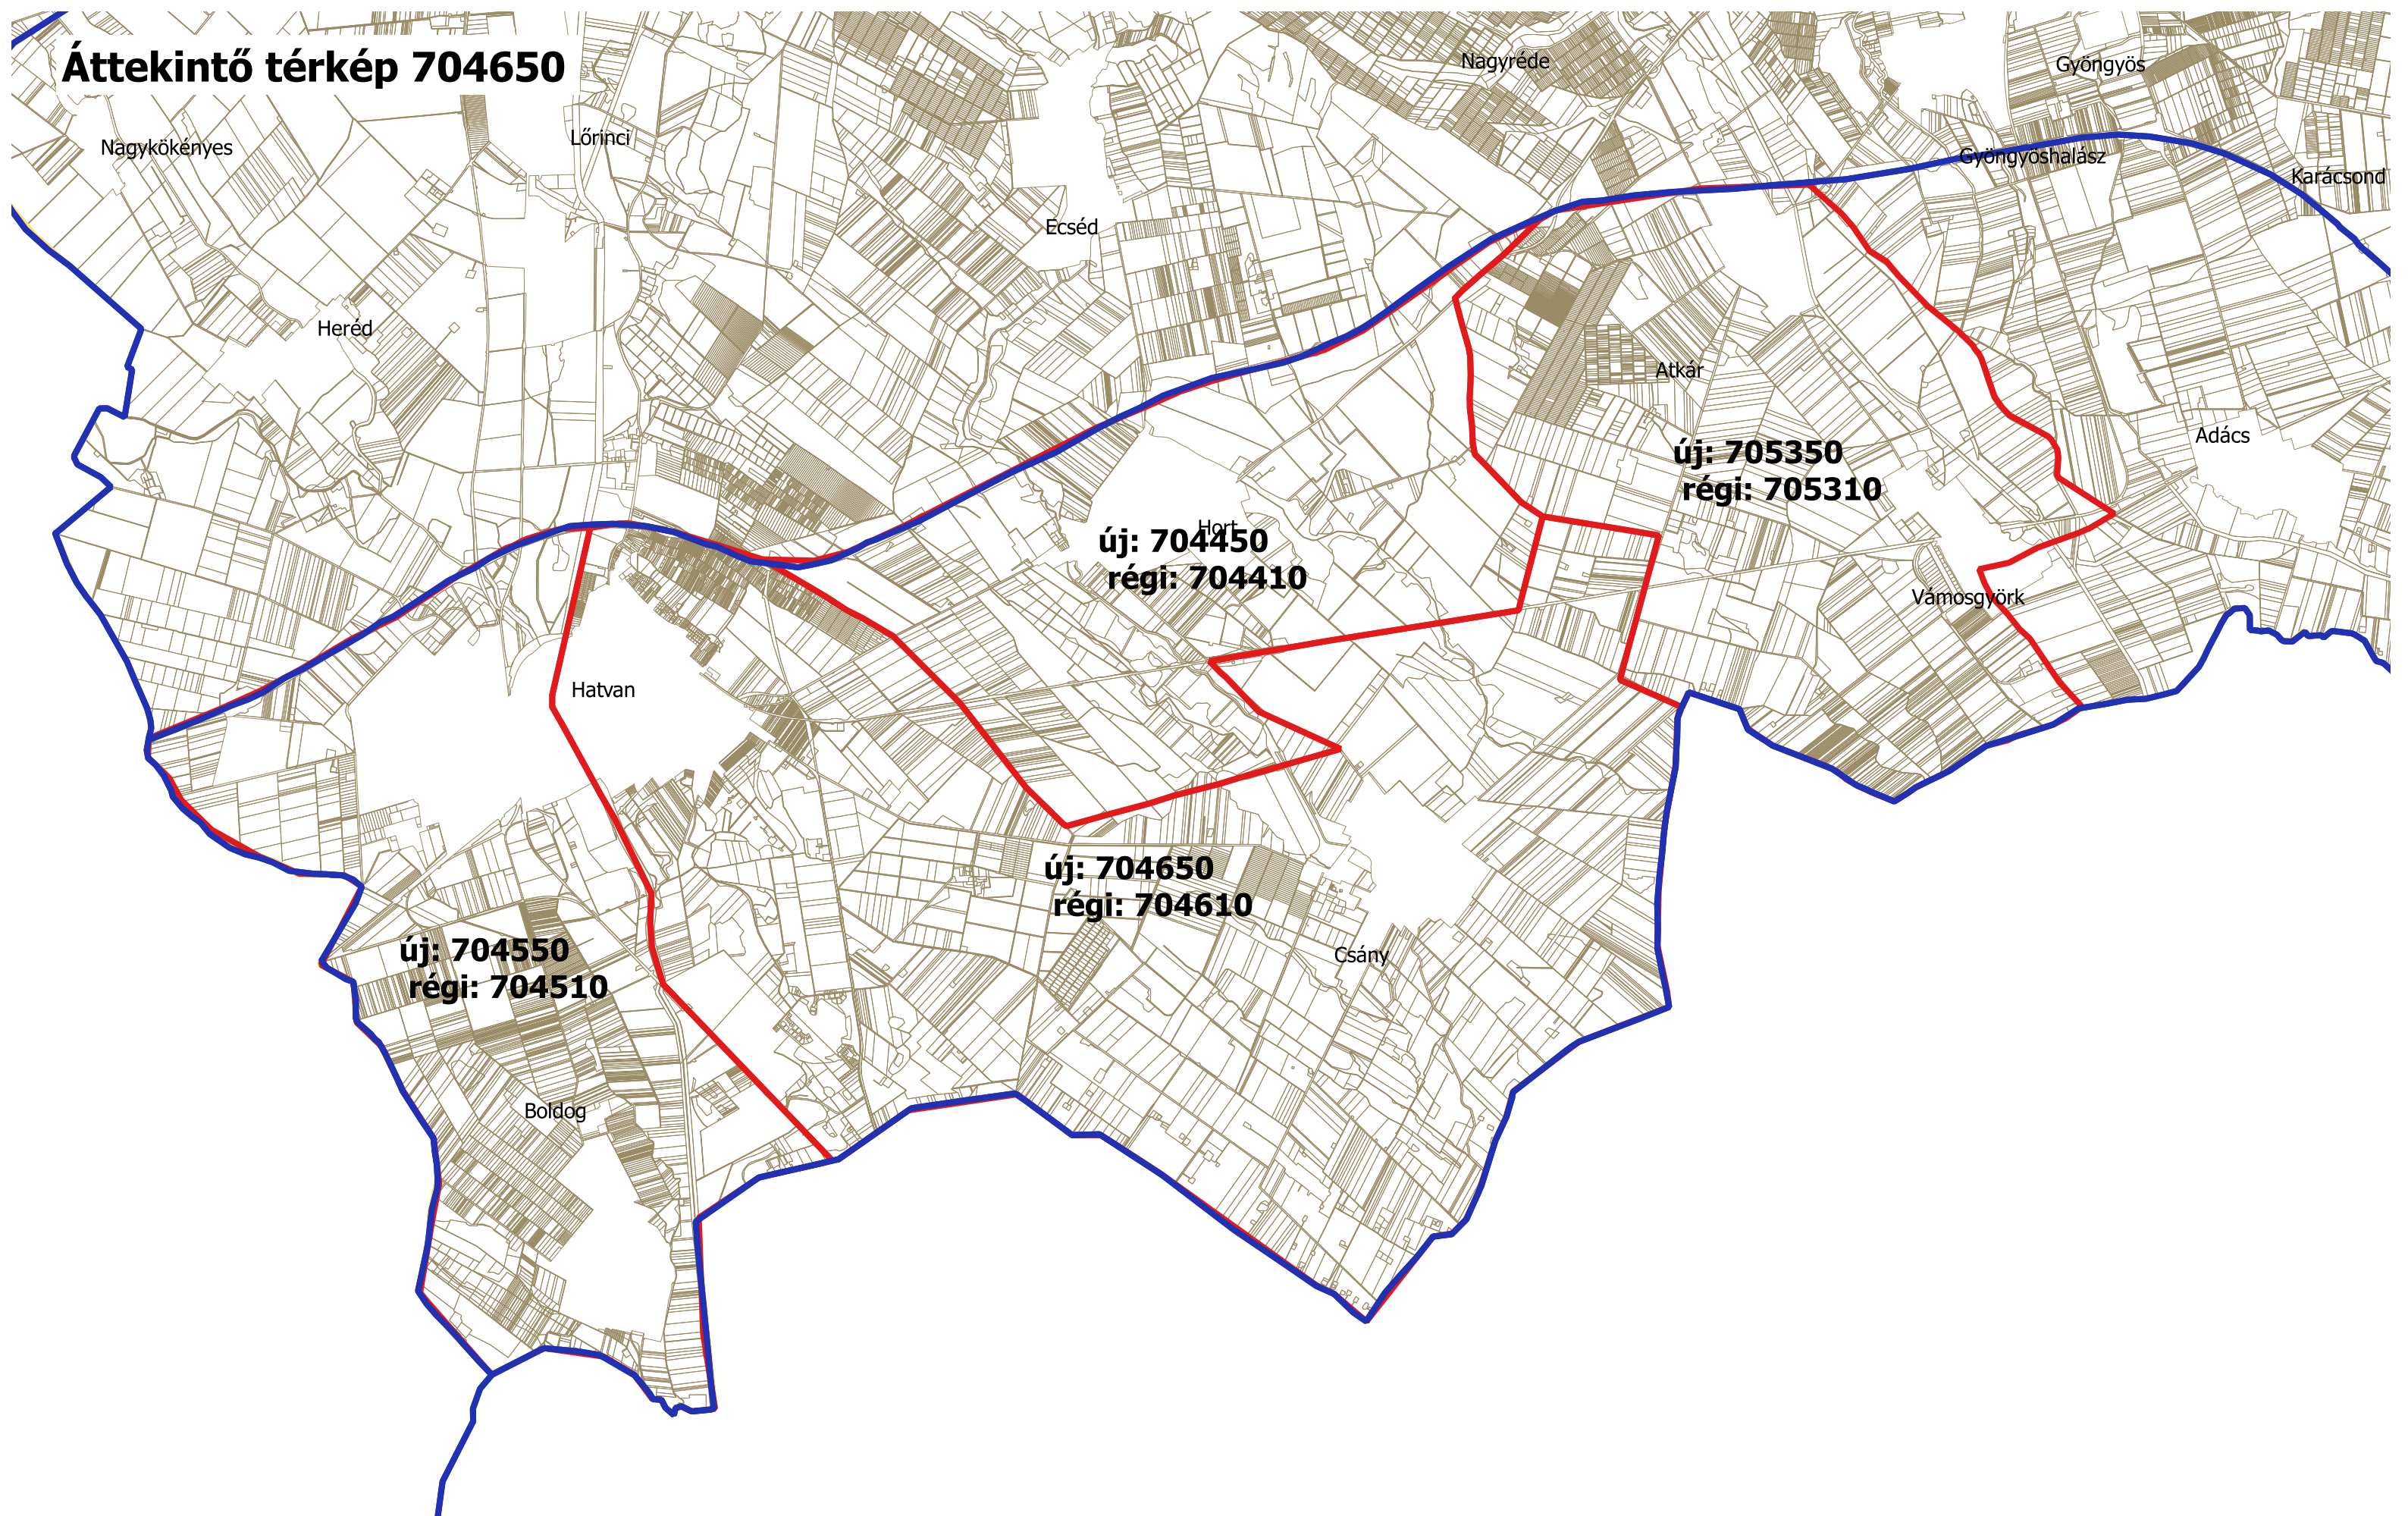 Áttekintő térkép 704650
Nagyréde
Gyöngyös
Nagykökényes
Lőrinci
Gyöngyöshalász
Karácsond
Ecséd
Heréd
Atkár
Adács
új: 705350
régi: 705310
Hort
új: 704450
régi: 704410
Vámosgyörk
Hatvan
új: 704650
régi: 704610
új: 704550
régi: 704510
Csány
Boldog